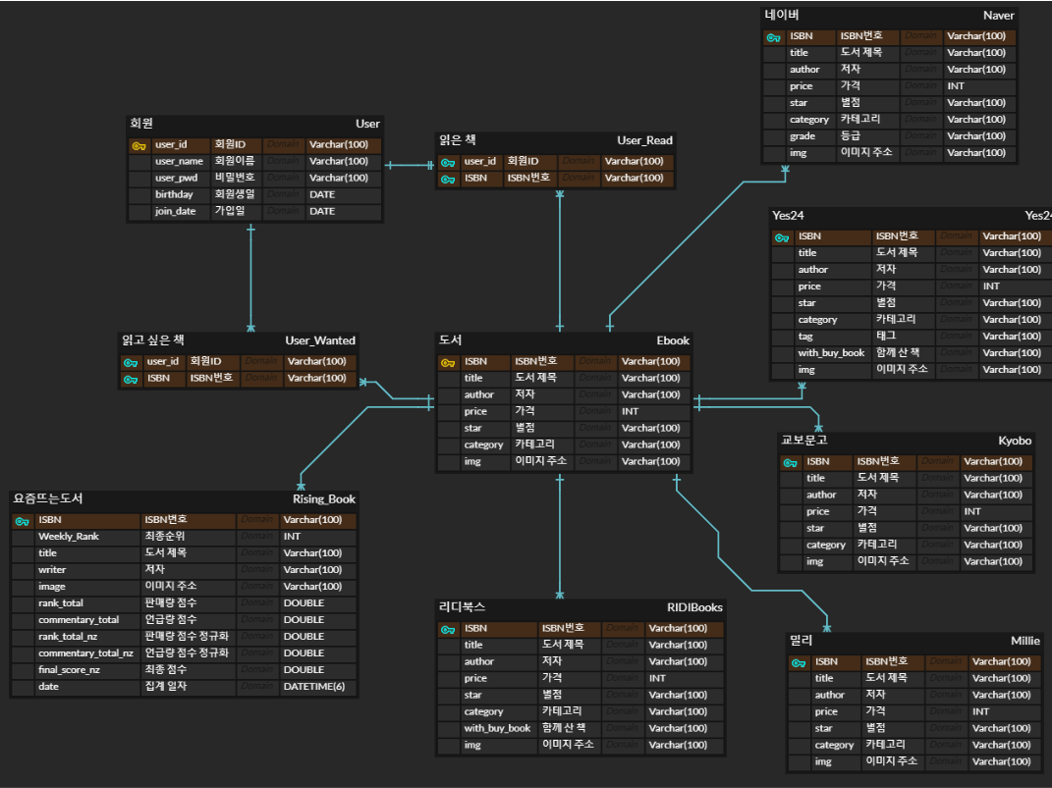 네이버 Naver
ISBN ISBN번호 Domain Varchar(100)
title 도서 제목 Domain Varchar(100)
author 저자 Domain Varchar(100)
price 가격 Domain INT
star 별점 Domain Varchar(100)
category 카테고리 Domain Varchar(100)
grade 등급 Domain Varchar(100)
img 이미지 주소 Domain Varchar(100)
회원 User
user_id 회원ID Domain Varchar(100)
user_name 회원이름 Domain Varchar(100)
user_pwd 비밀번호 Domain Varchar(100)
birthday 회원생일 Domain DATE
join_date 가입일 Domain DATE
읽은 책 User_Read
user_id 회원ID Domain Varchar(100)
ISBN ISBN번호 Domain Varchar(100)
Yes24 Yes24
ISBN ISBN번호 Domain Varchar(100)
title 도서 제목 Domain Varchar(100)
author 저자 Domain Varchar(100)
price 가격 Domain INT
star 별점 Domain Varchar(100)
category 카테고리 Domain Varchar(100)
tag 태그 Domain Varchar(100)
with_buy_book 함께 산 책 Domain Varchar(100)
img 이미지 주소 Domain Varchar(100)
읽고 싶은 책 User_Wanted
user_id 회원ID Domain Varchar(100)
ISBN ISBN번호 Domain Varchar(100)
도서 Ebook
ISBN ISBN번호 Domain Varchar(100)
title 도서 제목 Domain Varchar(100)
author 저자 Domain Varchar(100)
price 가격 Domain INT
star 별점 Domain Varchar(100)
category 카테고리 Domain Varchar(100)
img 이미지 주소 Domain Varchar(100)
교보문고 Kyobo
ISBN ISBN번호 Domain Varchar(100)
title 도서 제목 Domain Varchar(100)
author 저자 Domain Varchar(100)
price 가격 Domain INT
star 별점 Domain Varchar(100)
category 카테고리 Domain Varchar(100)
img 이미지 주소 Domain Varchar(100)
요즘뜨는도서 Rising_Book
ISBN ISBN번호 Domain Varchar(100)
Weekly_Rank 최종순위 Domain INT
title 도서 제목 Domain Varchar(100)
writer 저자 Domain Varchar(100)
image 이미지 주소 Domain Varchar(100)
rank_total 판매량 점수 Domain DOUBLE
commentary_total 언급량 점수 Domain DOUBLE
rank_total_nz 판매량 점수 정규화 Domain DOUBLE
commentary_total_nz 언급량 점수 정규화 Domain DOUBLE
final_score_nz 최종 점수 Domain DOUBLE
date 집계 일자 Domain DATETIME(6)
리디북스 RIDIBooks
ISBN ISBN번호 Domain Varchar(100)
title 도서 제목 Domain Varchar(100)
author 저자 Domain Varchar(100)
price 가격 Domain INT
star 별점 Domain Varchar(100)
category 카테고리 Domain Varchar(100)
with_buy_book 함께 산 책 Domain Varchar(100)
img 이미지 주소 Domain Varchar(100)
밀리 Millie
ISBN ISBN번호 Domain Varchar(100)
title 도서 제목 Domain Varchar(100)
author 저자 Domain Varchar(100)
price 가격 Domain INT
star 별점 Domain Varchar(100)
category 카테고리 Domain Varchar(100)
img 이미지 주소 Domain Varchar(100)